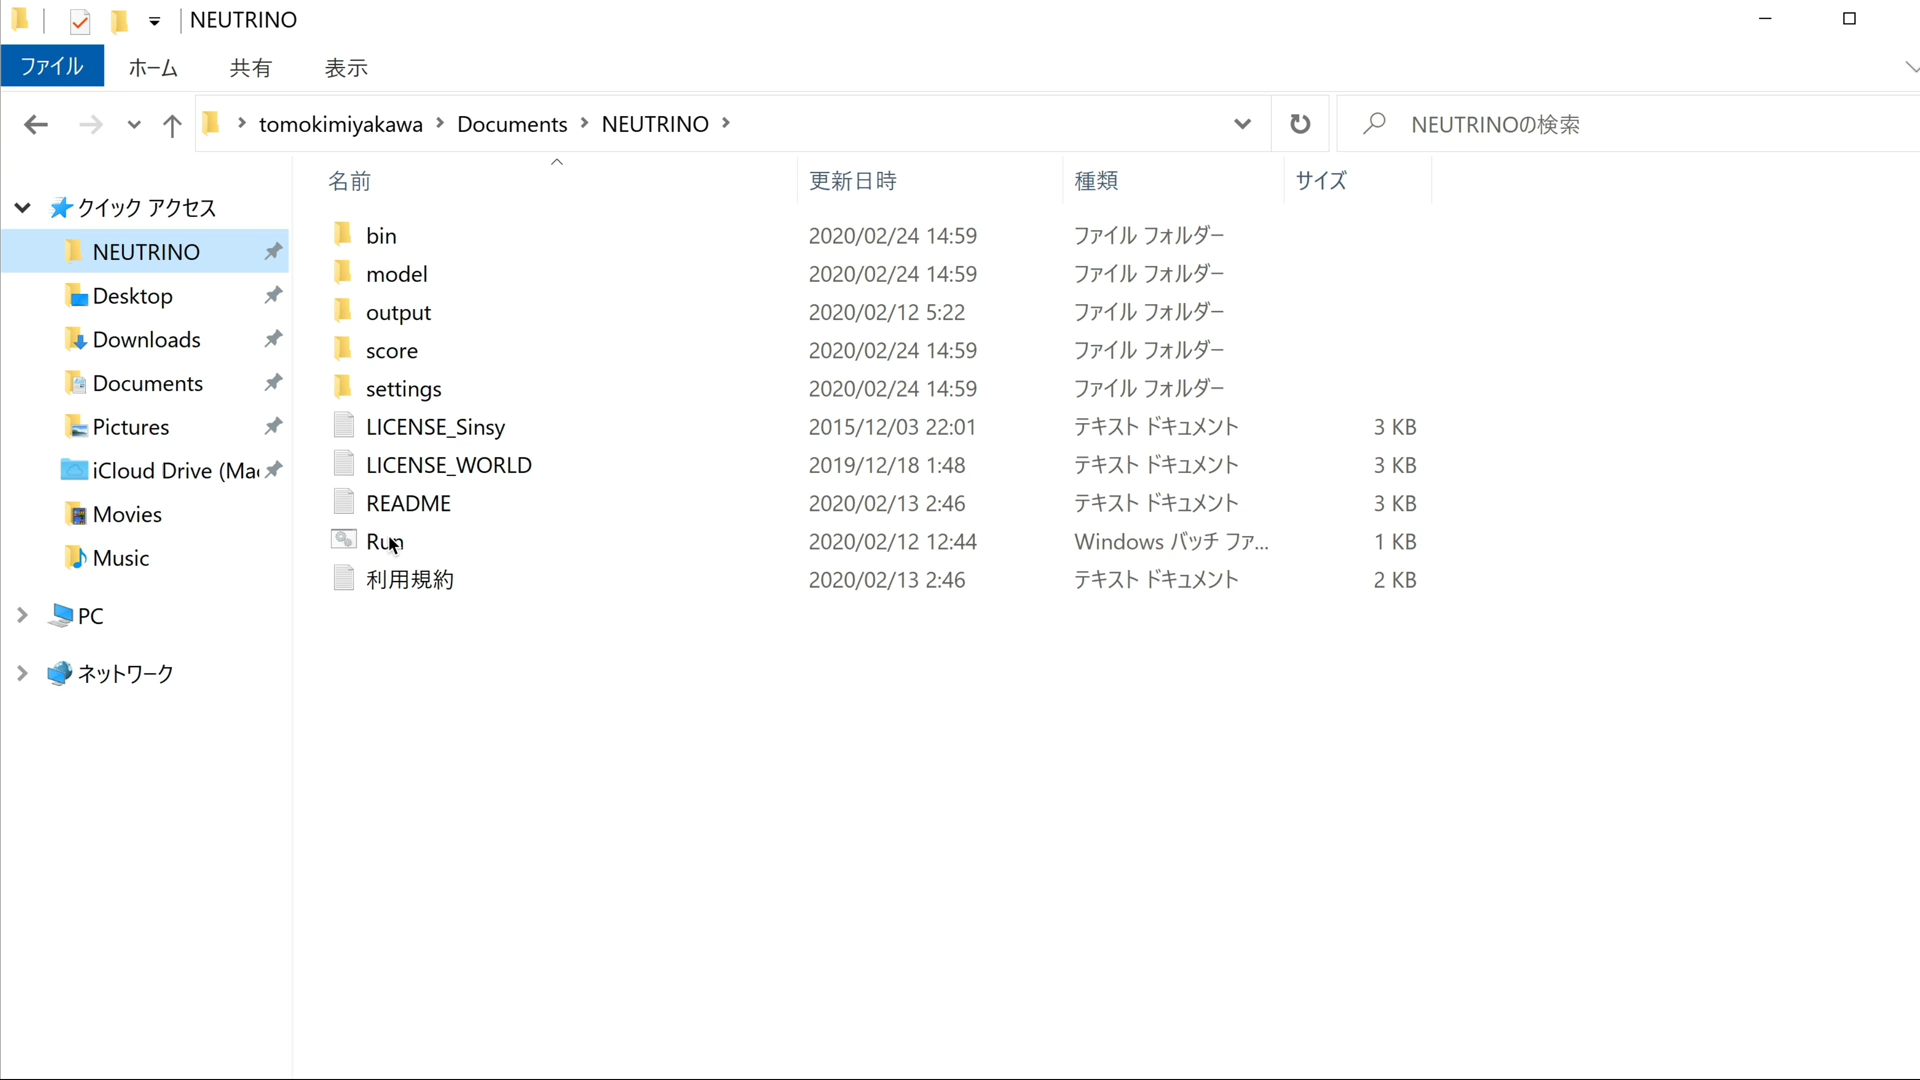 NEUTRINO
ファイル ホーム 共有 表示
tomokimiyakawa Documents NEUTRINO
NEUTRINOの検索
名前 更新日時 種類 サイズ
クイック アクセス
NEUTRINO
Desktop
Downloads
Documents
Pictures
iCloud Drive (Mac
Movies
Music
PC
ネットワーク
bin 2020/02/24 14:59 ファイル フォルダー
model 2020/02/24 14:59 ファイル フォルダー
output 2020/02/12 5:22 ファイル フォルダー
score 2020/02/24 14:59 ファイル フォルダー
settings 2020/02/24 14:59 ファイル フォルダー
LICENSE_Sinsy 2015/12/03 22:01 テキスト ドキュメント 3 KB
LICENSE_WORLD 2019/12/18 1:48 テキスト ドキュメント 3 KB
README 2020/02/13 2:46 テキスト ドキュメント 3 KB
Run 2020/02/12 12:44 Windows バッチ ファ... 1 KB
利用規約 2020/02/13 2:46 テキスト ドキュメント 2 KB